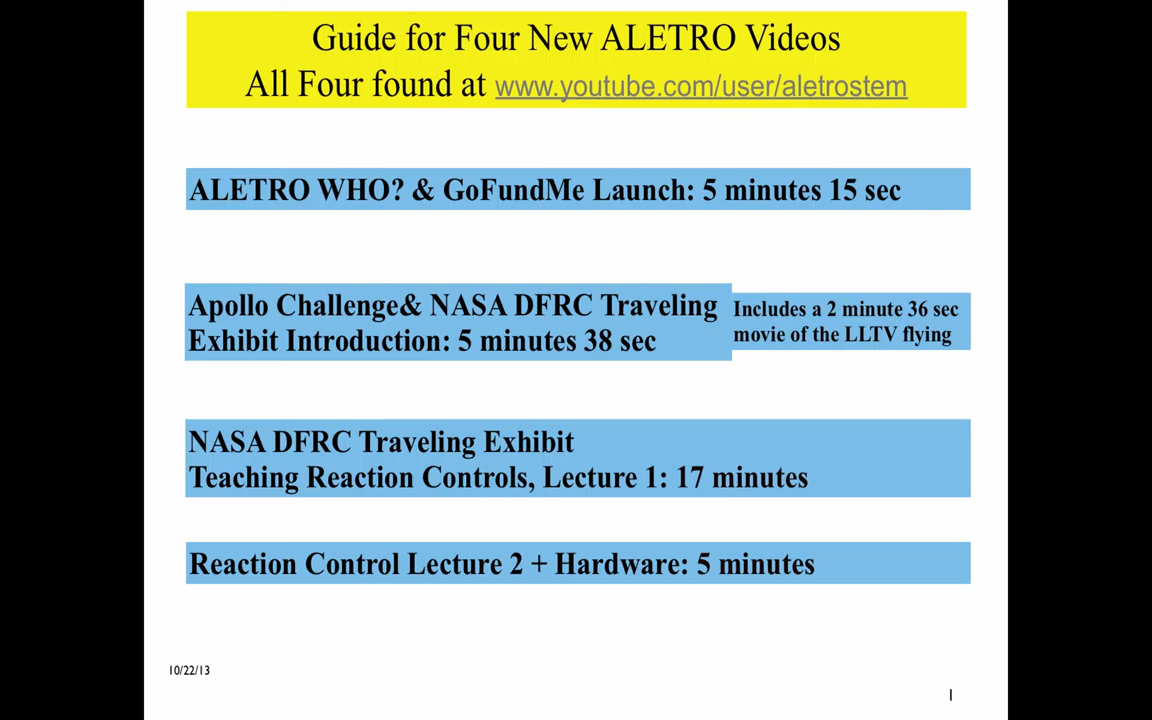 Guide for Four New ALETRO Videos
All Four found at www.youtube.com/user/aletrostem
ALETRO WHO? & GoFundMe Launch: 5 minutes 15 sec
Apollo Challenge& NASA DFRC Traveling
Exhibit Introduction: 5 minutes 38 sec
Includes a 2 minute 36 sec
movie of the LLTV flying
NASA DFRC Traveling Exhibit
Teaching Reaction Controls, Lecture 1: 17 minutes
Reaction Control Lecture 2 + Hardware: 5 minutes
10/22/13
1